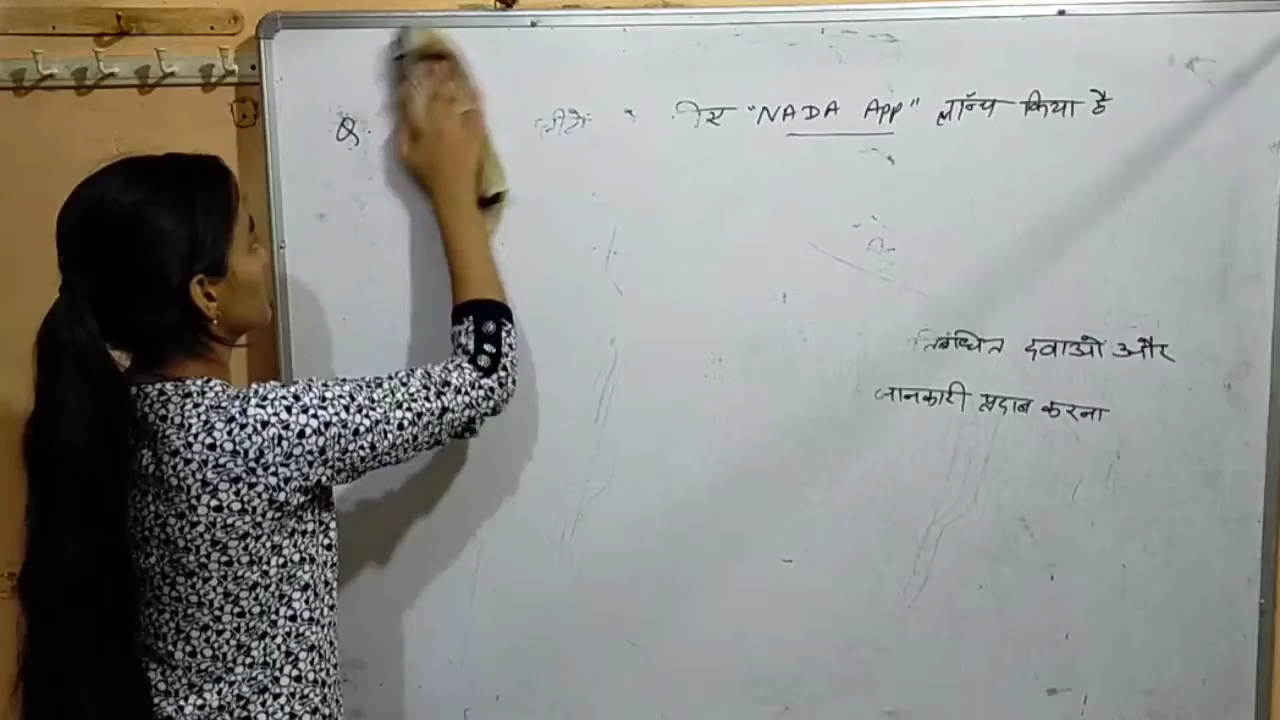 Q. "NADA App" लॉन्च किया है
दवाओ और
जानकारी प्रदान करना